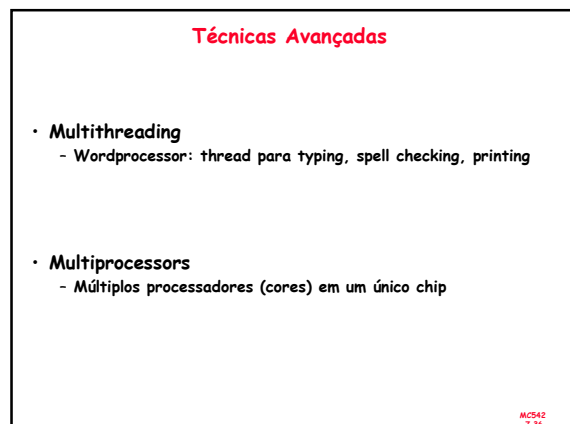 Técnicas Avançadas
• Multithreading
– Wordprocessor: thread para typing, spell checking, printing
• Multiprocessors
– Múltiplos processadores (cores) em um único chip
MC542